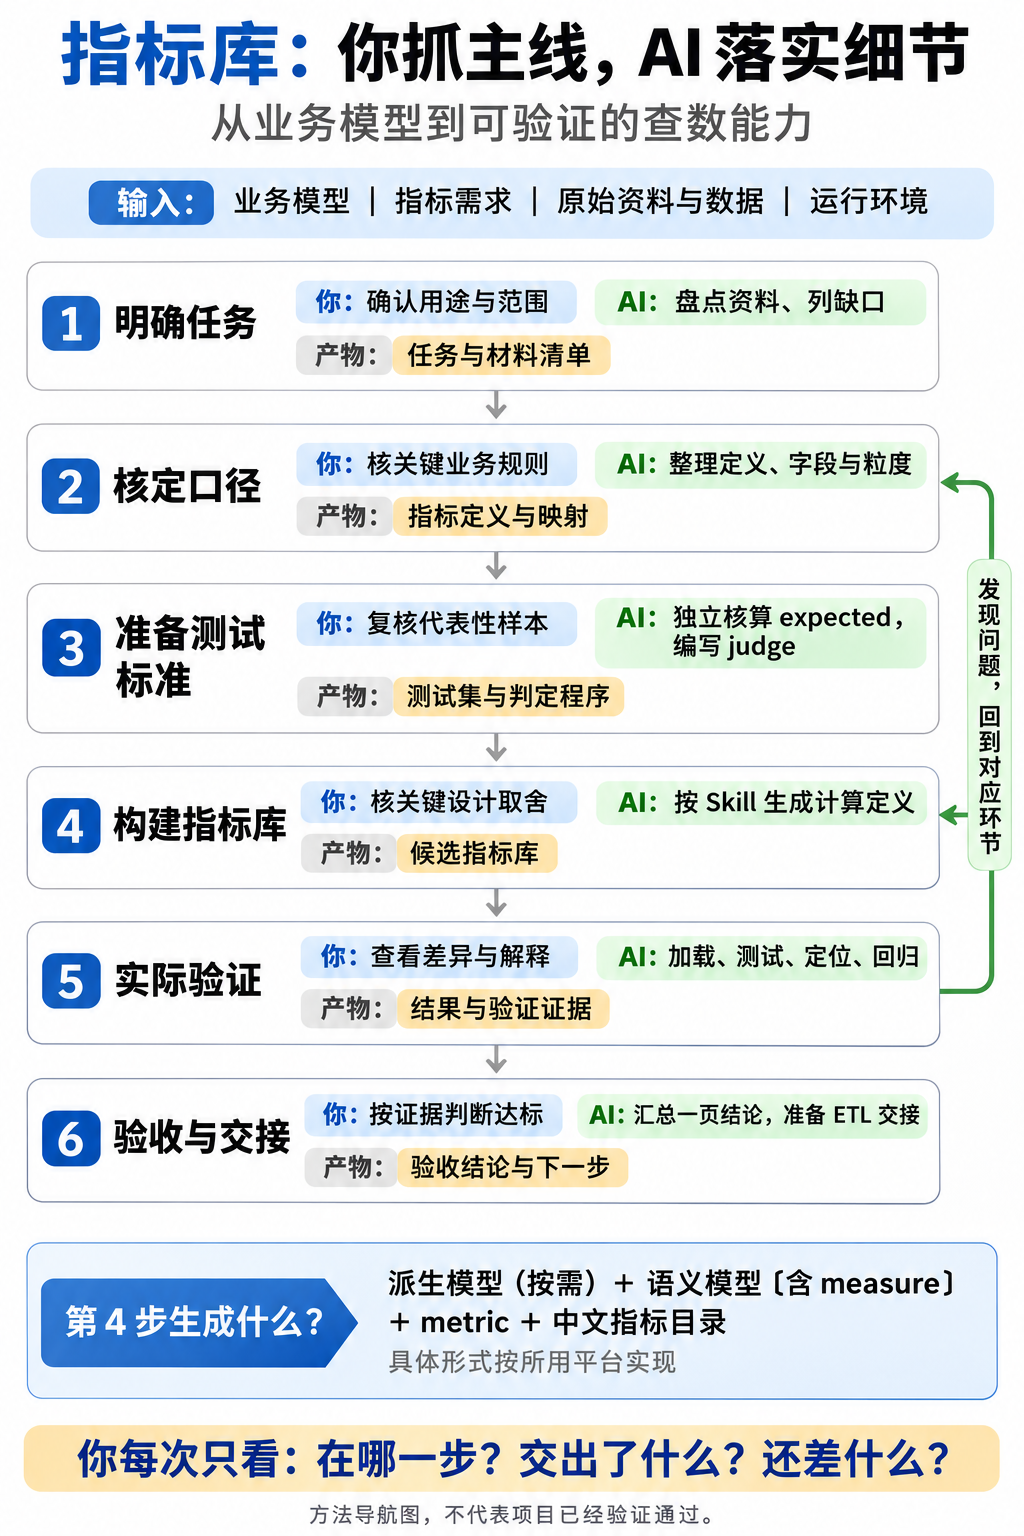 指标库：你抓主线，AI 落实细节
从业务模型到可验证的查数能力
输入： 业务模型 | 指标需求 | 原始资料与数据 | 运行环境
1 明确任务
你：确认用途与范围
AI：盘点资料、列缺口
产物：任务与材料清单
2 核定口径
你：核关键业务规则
AI：整理定义、字段与粒度
产物：指标定义与映射
3 准备测试
标准
你：复核代表性样本
AI：独立核算 expected，
编写 judge
产物：测试集与判定程序
4 构建指标库
你：核关键设计取舍
AI：按 Skill 生成计算定义
产物：候选指标库
5 实际验证
你：查看差异与解释
AI：加载、测试、定位、回归
产物：结果与验证证据
6 验收与交接
你：按证据判断达标
AI：汇总一页结论，准备 ETL 交接
产物：验收结论与下一步
发现问题，回到对应环节
第 4 步生成什么？
派生模型（按需）＋ 语义模型〔含 measure〕
＋ metric ＋ 中文指标目录
具体形式按所用平台实现
你每次只看：在哪一步？交出了什么？还差什么？
方法导航图，不代表项目已经验证通过。